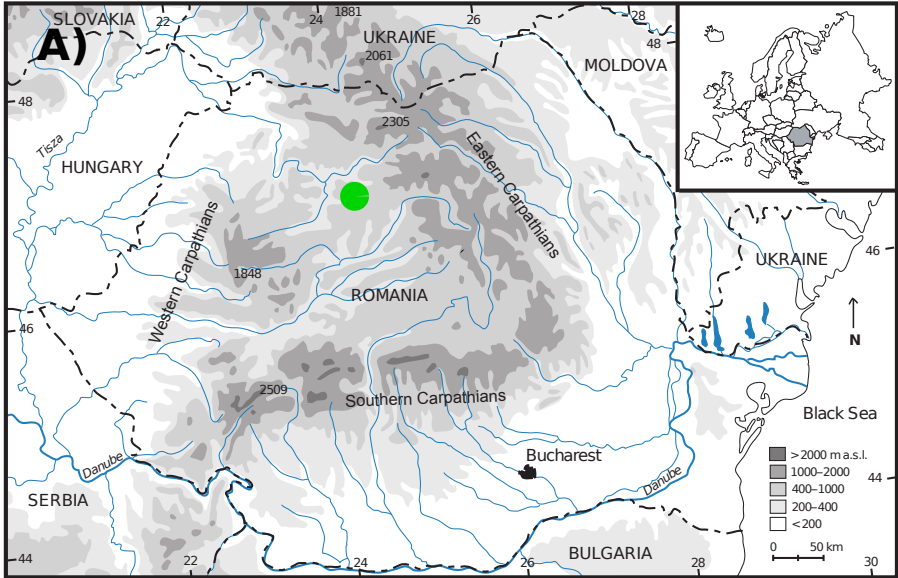 SLOVAKIA
22
24
1881
26
28
A)
UKRAINE
48
2061
MOLDOVA
48
2305
Tisza
HUNGARY
Eastern Carpathians
Western Carpathians
46
UKRAINE
1848
ROMANIA
46
N
2509
Southern Carpathians
Black Sea
Bucharest
Danube
Danube
>2000 m a.s.l.
1000–2000
400–1000
200–400
<200
44
SERBIA
0 50 km
BULGARIA
44
22
24
26
28
30